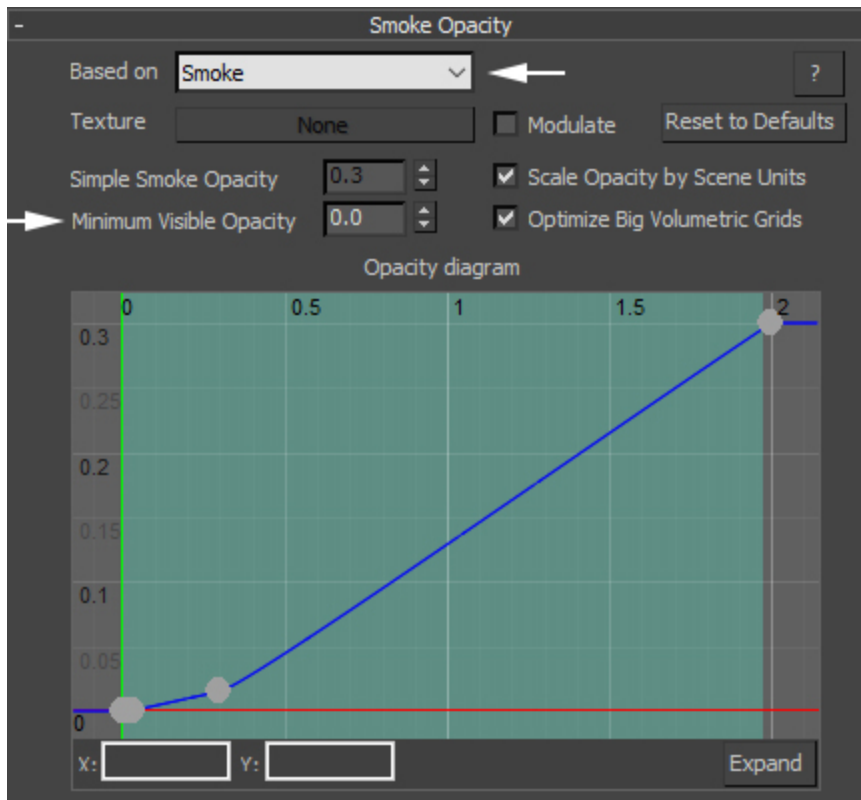 - Smoke Opacity
Based on Smoke ?
Texture None Modulate Reset to Defaults
Simple Smoke Opacity 0.3 Scale Opacity by Scene Units
Minimum Visible Opacity 0.0 Optimize Big Volumetric Grids
Opacity diagram
0 0.5 1 1.5 2
0.3
0.25
0.2
0.15
0.1
0.05
0
X: Y: Expand